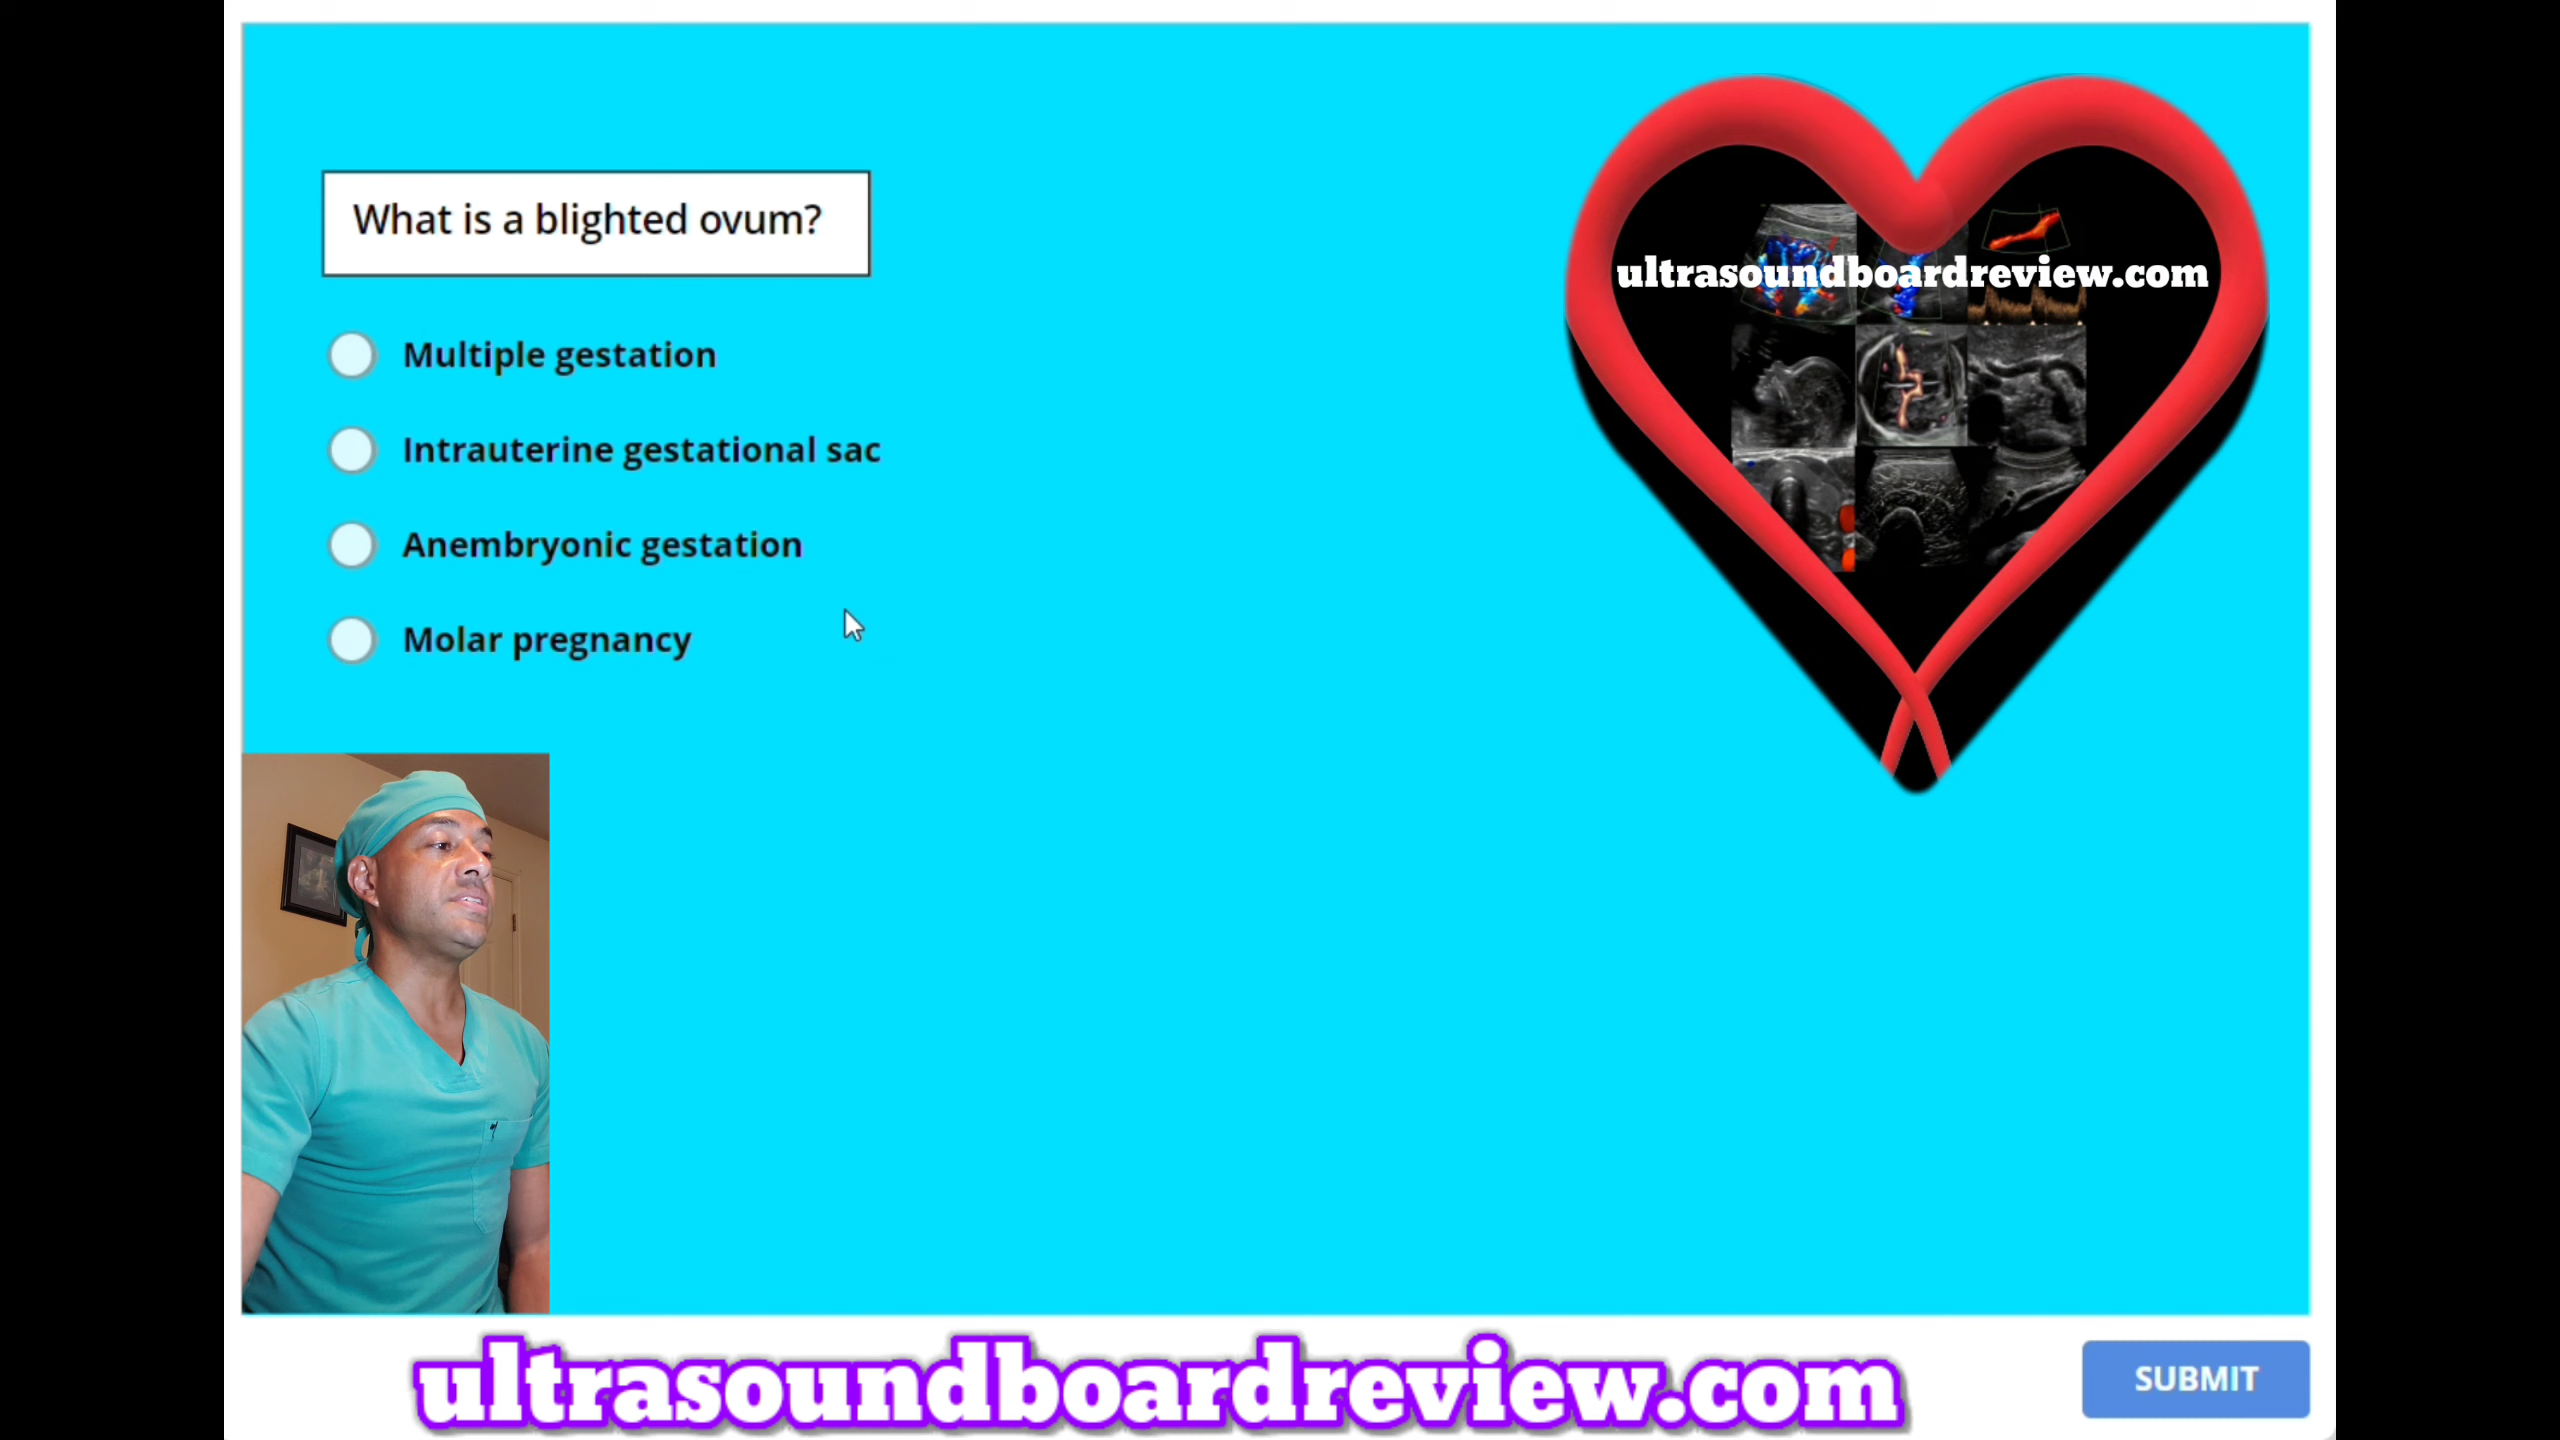 What is a blighted ovum?
Multiple gestation
Intrauterine gestational sac
Anembryonic gestation
Molar pregnancy
ultrasoundboardreview.com
ultrasoundboardreview.com
SUBMIT